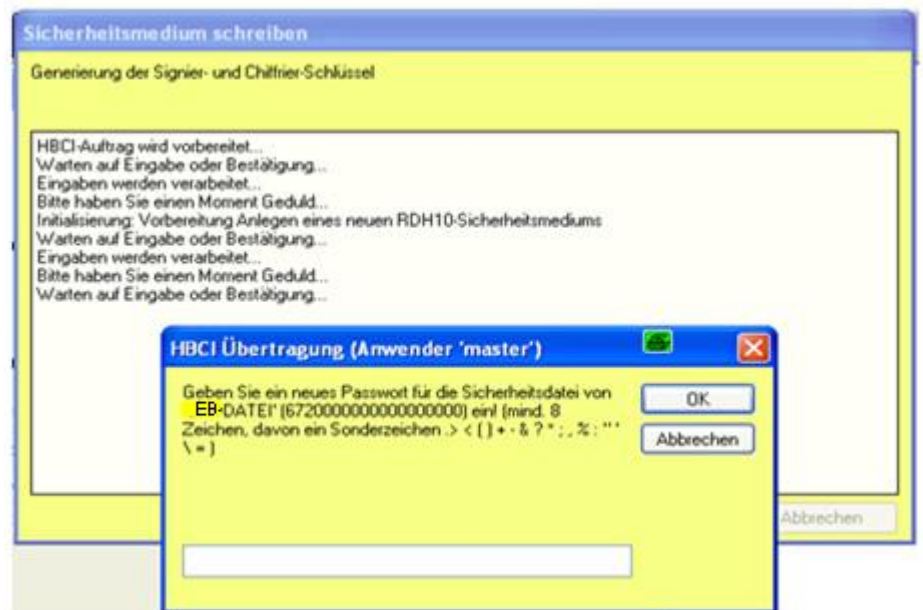 Sicherheitsmedium schreiben
Generierung der Signier- und Chiffrier-Schlüssel
HBCI-Auftrag wird vorbereitet...
Warten auf Eingabe oder Bestätigung...
Eingaben werden verarbeitet...
Bitte haben Sie einen Moment Geduld...
Initialisierung: Vorbereitung Anlegen eines neuen RDH10-Sicherheitsmediums
Warten auf Eingabe oder Bestätigung...
Eingaben werden verarbeitet...
Bitte haben Sie einen Moment Geduld...
Warten auf Eingabe oder Bestätigung...
HBCI Übertragung (Anwender 'master')
Geben Sie ein neues Passwort für die Sicherheitsdatei von
EB-DATEI' (6720000000000000000) ein! (mind. 8
Zeichen, davon ein Sonderzeichen .> < ( ) + - & ? * ; , % : " '
\ = )
OK
Abbrechen
Abbrechen